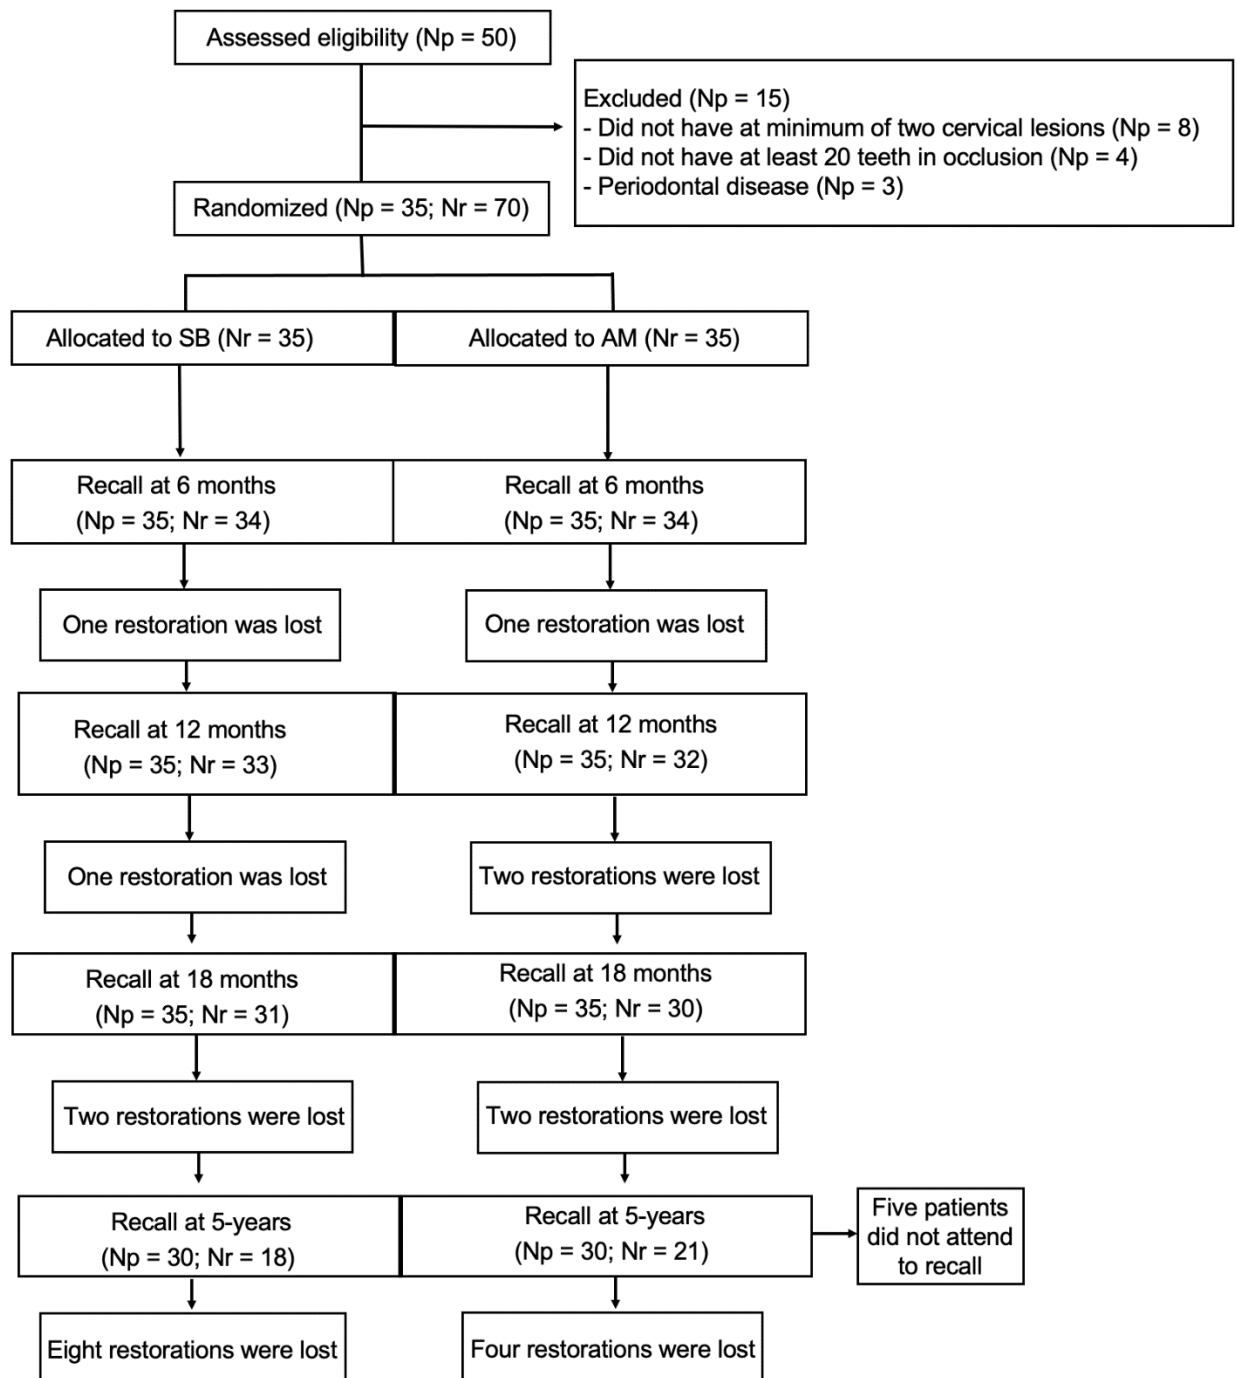 Assessed eligibility (Np = 50)
Excluded (Np = 15)
- Did not have at minimum of two cervical lesions (Np = 8)
- Did not have at least 20 teeth in occlusion (Np = 4)
- Periodontal disease (Np = 3)
Randomized (Np = 35; Nr = 70)
Allocated to SB (Nr = 35)
Allocated to AM (Nr = 35)
Recall at 6 months
(Np = 35; Nr = 34)
Recall at 6 months
(Np = 35; Nr = 34)
One restoration was lost
One restoration was lost
Recall at 12 months
(Np = 35; Nr = 33)
Recall at 12 months
(Np = 35; Nr = 32)
One restoration was lost
Two restorations were lost
Recall at 18 months
(Np = 35; Nr = 31)
Recall at 18 months
(Np = 35; Nr = 30)
Two restorations were lost
Two restorations were lost
Recall at 5-years
(Np = 30; Nr = 18)
Recall at 5-years
(Np = 30; Nr = 21)
Five patients
did not attend
to recall
Eight restorations were lost
Four restorations were lost